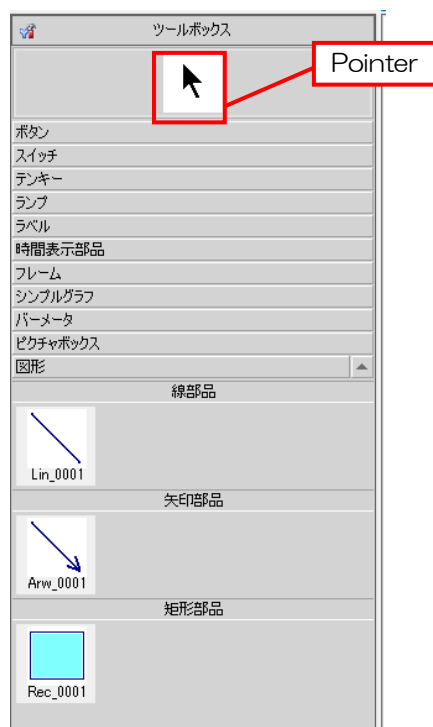 ツールボックス
Pointer
ボタン
スイッチ
テンキー
ランプ
ラベル
時間表示部品
フレーム
シンプルグラフ
バーメータ
ピクチャボックス
図形
線部品
Lin_0001
矢印部品
Arw_0001
矩形部品
Rec_0001